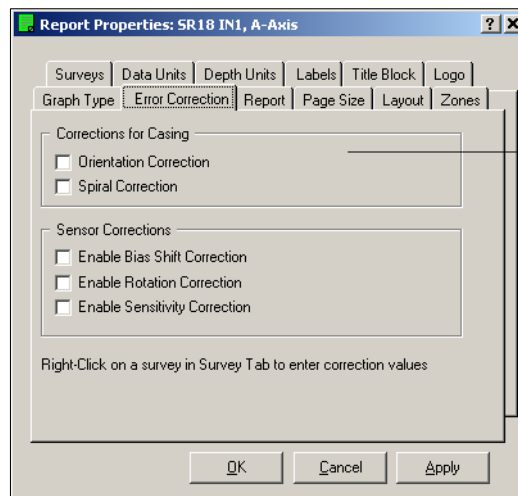 Report Properties: SR18 IN1, A-Axis
Surveys Data Units Depth Units Labels Title Block Logo
Graph Type Error Correction Report Page Size Layout Zones
Corrections for Casing
Orientation Correction
Spiral Correction
Sensor Corrections
Enable Bias Shift Correction
Enable Rotation Correction
Enable Sensitivity Correction
Right-Click on a survey in Survey Tab to enter correction values
OK Cancel Apply